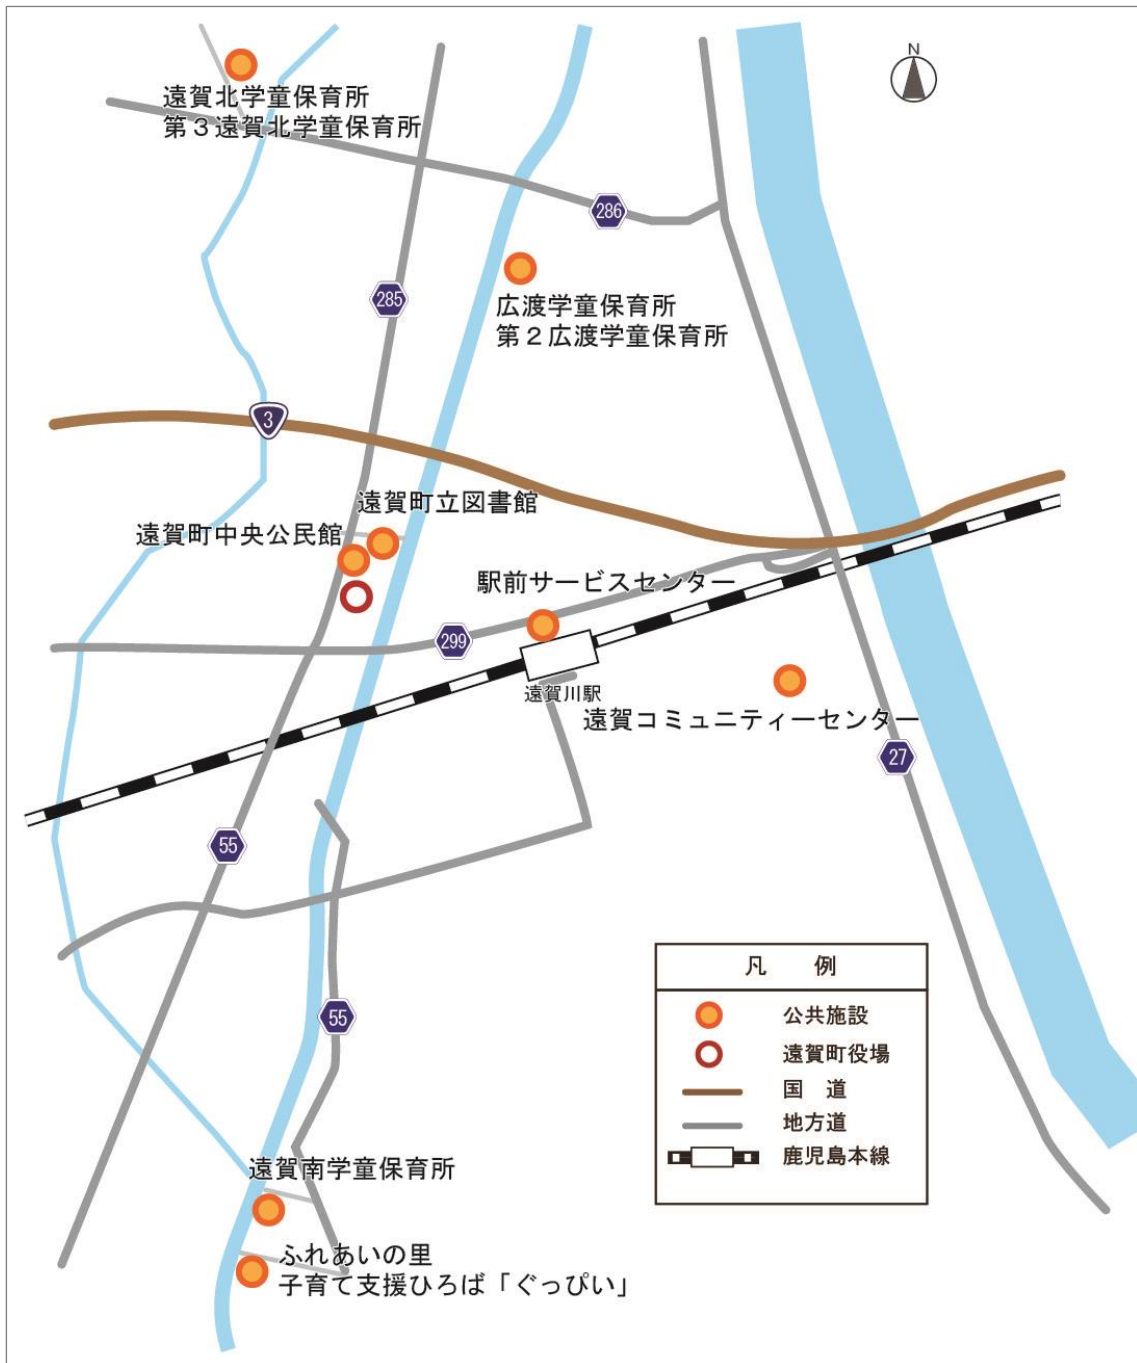 N
遠賀北学童保育所
第3遠賀北学童保育所
286
広渡学童保育所
第2広渡学童保育所
285
3
遠賀町立図書館
遠賀町中央公民館
駅前サービスセンター
299
遠賀川駅
遠賀コミュニティーセンター
27
55
凡 例
公共施設
遠賀町役場
国 道
地方道
鹿児島本線
55
遠賀南学童保育所
ふれあいの里
子育て支援ひろば「ぐっぴい」